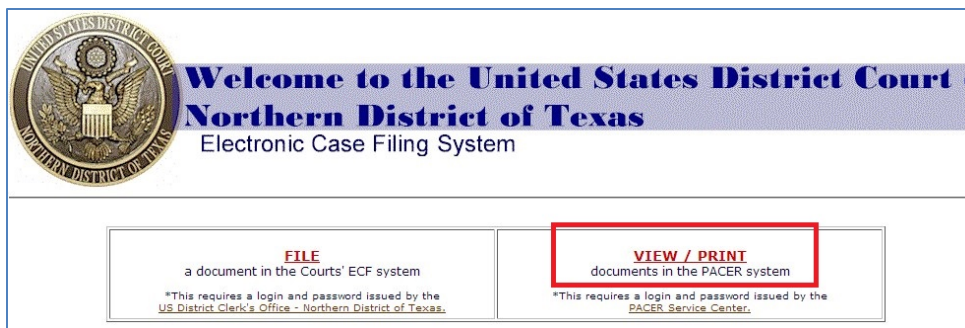 UNITED STATES DISTRICT COURT
NORTHERN DISTRICT OF TEXAS
Welcome to the United States District Court
Northern District of Texas
Electronic Case Filing System
FILE
a document in the Courts' ECF system
*This requires a login and password issued by the
US District Clerk's Office - Northern District of Texas.
VIEW / PRINT
documents in the PACER system
*This requires a login and password issued by the
PACER Service Center.